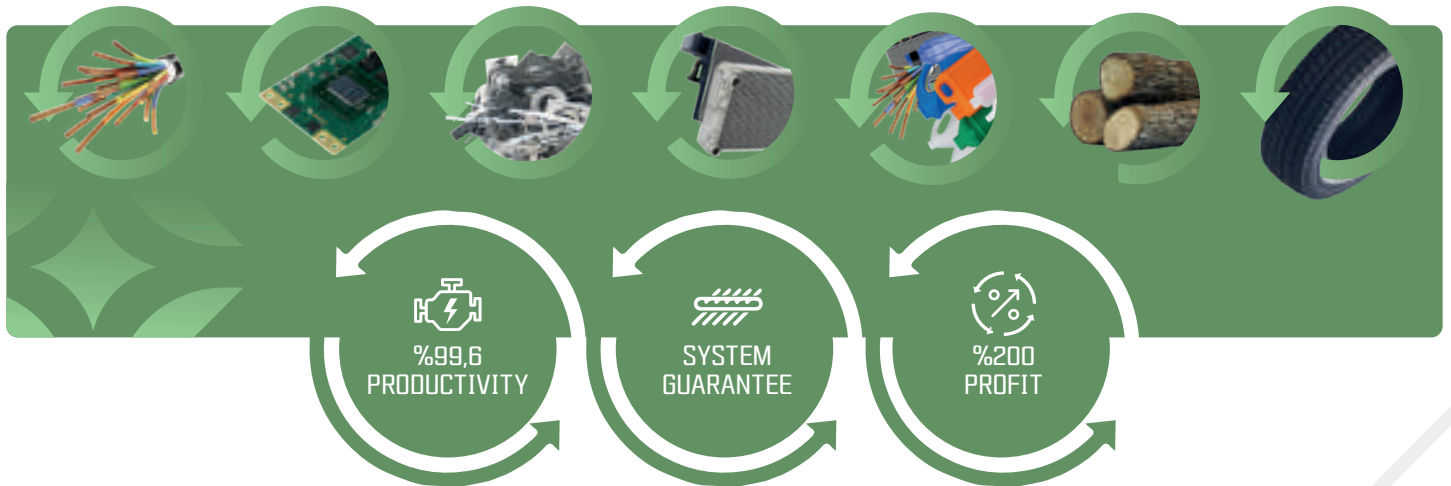 %99,6
PRODUCTIVITY
SYSTEM
GUARANTEE
%200
PROFIT